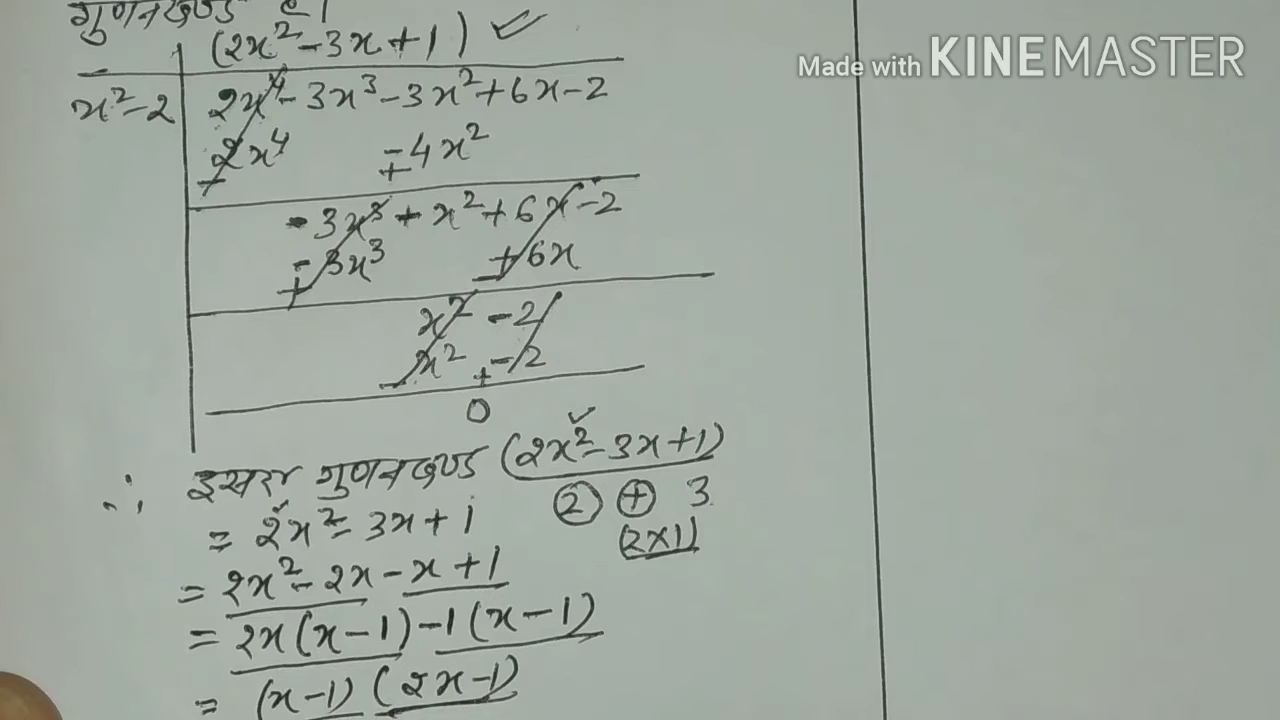 गुणनखण्ड है।
Made with KINEMASTER
(2x² - 3x + 1) ✓
x² - 2 | 2x⁴ - 3x³ - 3x² + 6x - 2
2x⁴ - 4x²
- +
- 3x³ + x² + 6x - 2
- 3x³ + 6x
+ -
x² - 2
x² - 2
- +
0
∴ दूसरा गुणनखण्ड (2x² - 3x + 1)
= 2x² - 3x + 1 2 + 3
(2×1)
= 2x² - 2x - x + 1
= 2x(x - 1) - 1(x - 1)
= (x - 1) (2x - 1)